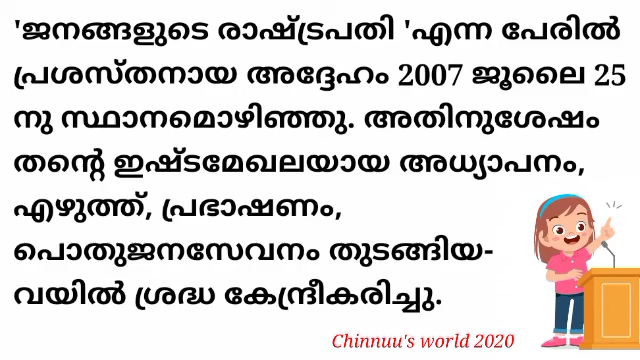 'ജനങ്ങളുടെ രാഷ്ട്രപതി 'എന്ന പേരിൽ
പ്രശസ്തനായ അദ്ദേഹം 2007 ജൂലൈ 25
നു സ്ഥാനമൊഴിഞ്ഞു. അതിനുശേഷം
തന്റെ ഇഷ്ടമേഖലയായ അധ്യാപനം,
എഴുത്ത്, പ്രഭാഷണം,
പൊതുജനസേവനം തുടങ്ങിയ-
വയിൽ ശ്രദ്ധ കേന്ദ്രീകരിച്ചു.
Chinnuu's world 2020